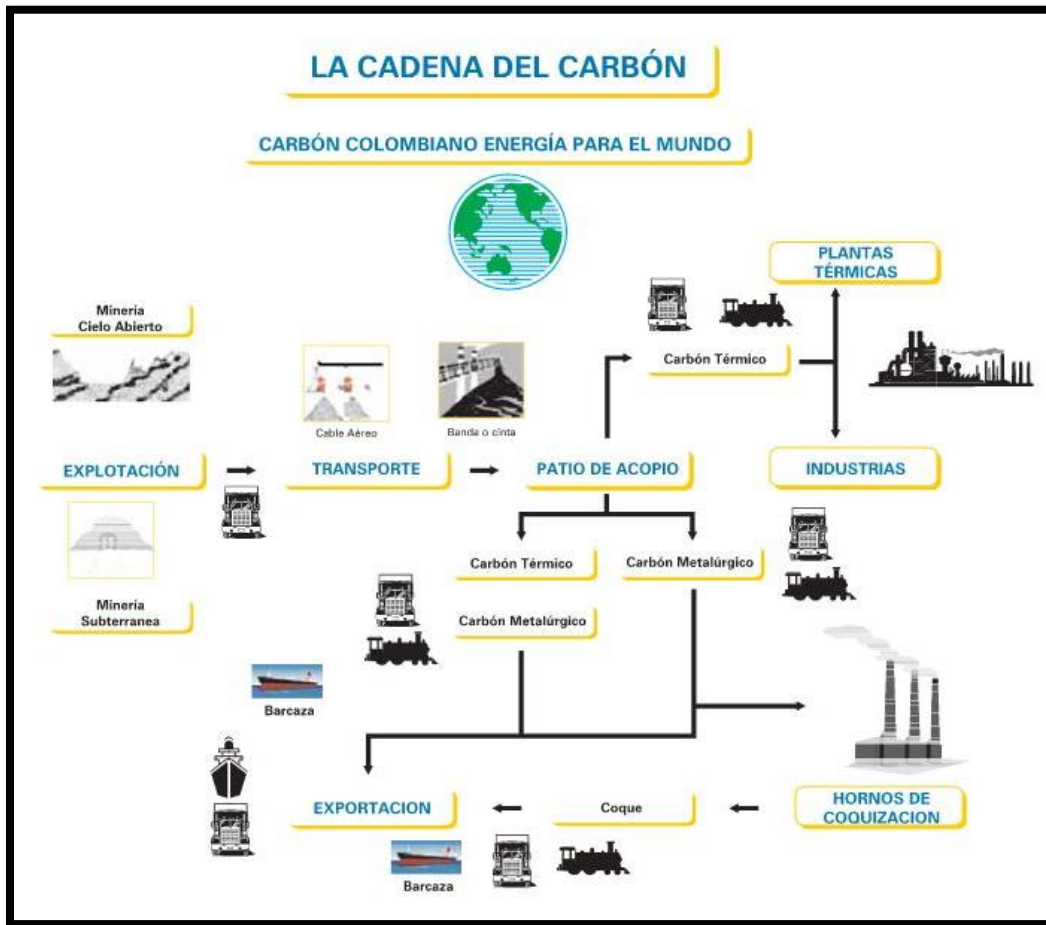 LA CADENA DEL CARBÓN
CARBÓN COLOMBIANO ENERGÍA PARA EL MUNDO
PLANTAS
TÉRMICAS
Minería
Cielo Abierto
Carbón Térmico
Cable Aéreo
Banda o cinta
EXPLOTACIÓN
TRANSPORTE
PATIO DE ACOPIO
INDUSTRIAS
Carbón Térmico
Carbón Metalúrgico
Minería
Subterranea
Carbón Metalúrgico
Barcaza
EXPORTACION
Coque
HORNOS DE
COQUIZACION
Barcaza